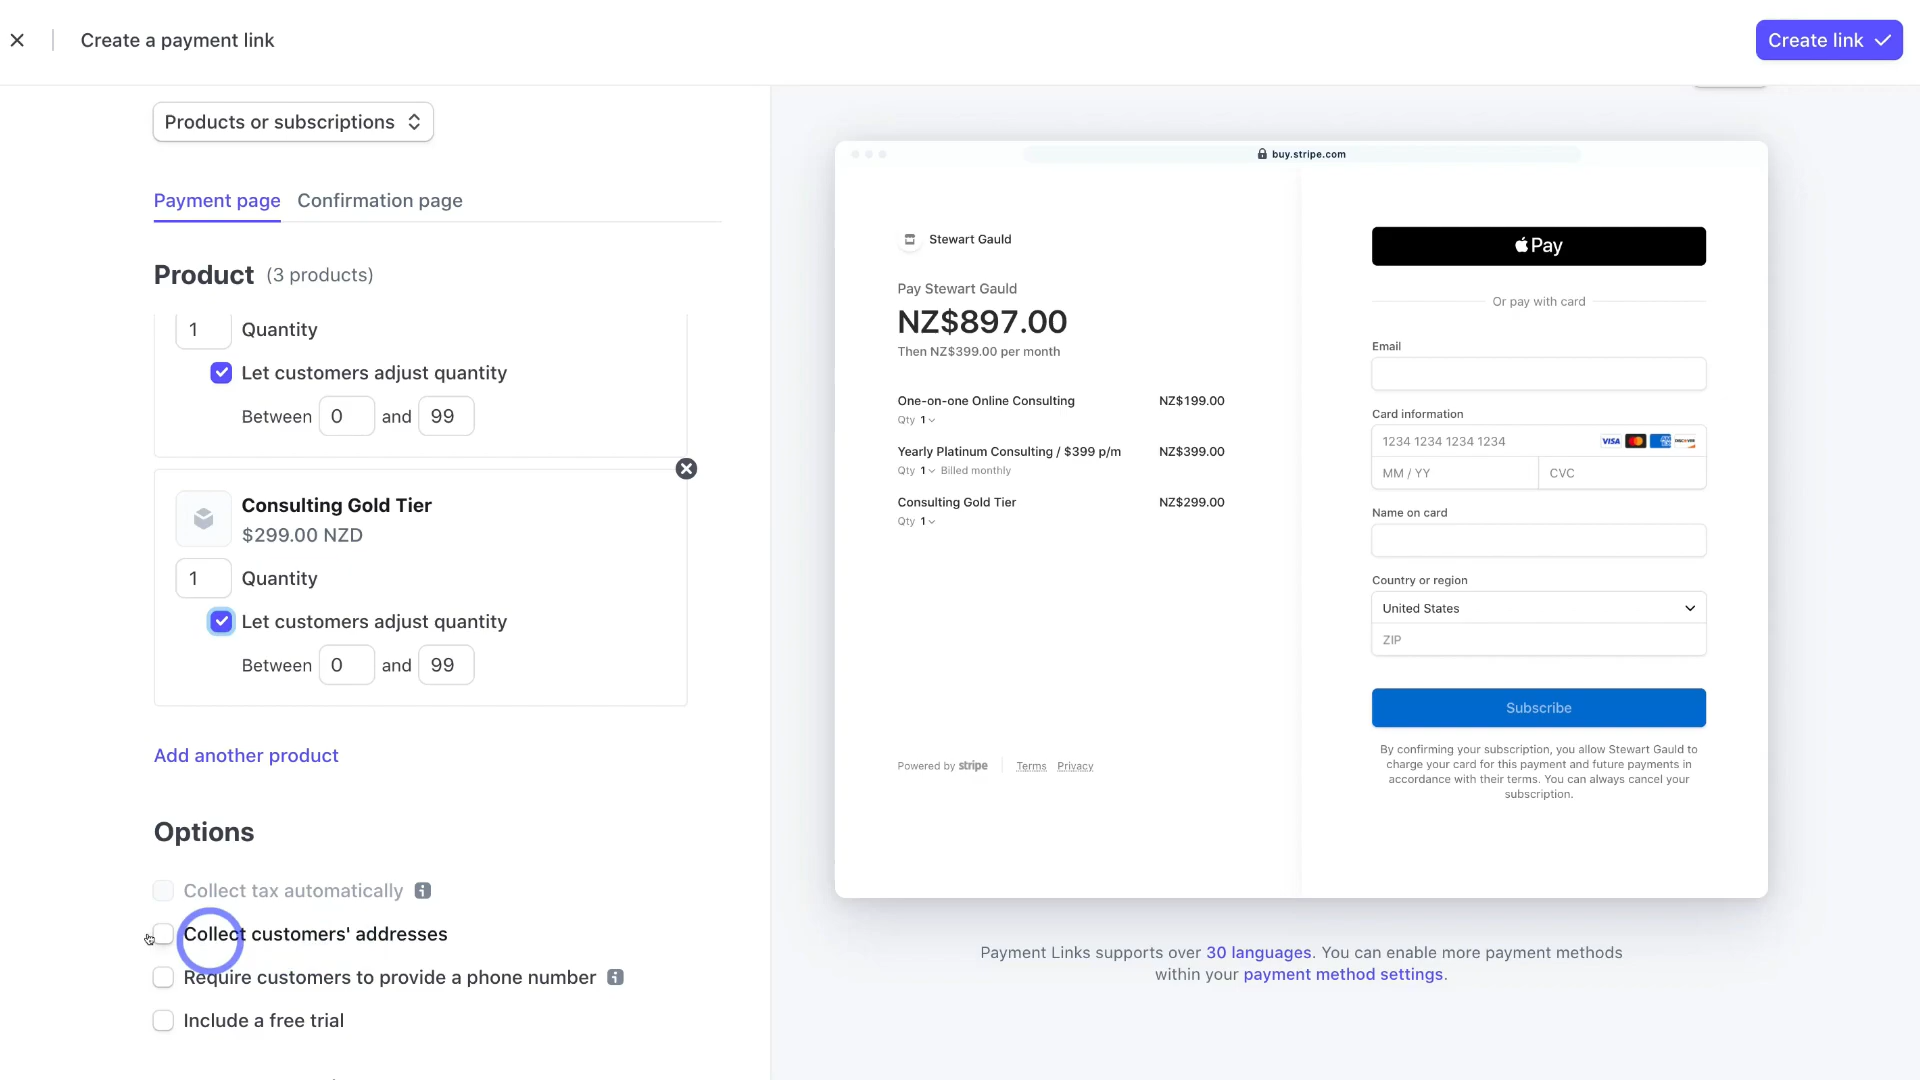 Create a payment link
Create link
Products or subscriptions
Payment page
Confirmation page
Product (3 products)
1 Quantity
Let customers adjust quantity
Between 0 and 99
Consulting Gold Tier
$299.00 NZD
1 Quantity
Let customers adjust quantity
Between 0 and 99
Add another product
Options
Collect tax automatically
Collect customers' addresses
Require customers to provide a phone number
Include a free trial
buy.stripe.com
Stewart Gauld
Pay Stewart Gauld
NZ$897.00
Then NZ$399.00 per month
One-on-one Online Consulting NZ$199.00
Qty 1
Yearly Platinum Consulting / $399 p/m NZ$399.00
Qty 1 Billed monthly
Consulting Gold Tier NZ$299.00
Qty 1
Powered by stripe
Terms Privacy
Pay
Or pay with card
Email
Card information
1234 1234 1234 1234 VISA
MM / YY CVC
Name on card
Country or region
United States
ZIP
Subscribe
By confirming your subscription, you allow Stewart Gauld to
charge your card for this payment and future payments in
accordance with their terms. You can always cancel your
subscription.
Payment Links supports over 30 languages. You can enable more payment methods
within your payment method settings.